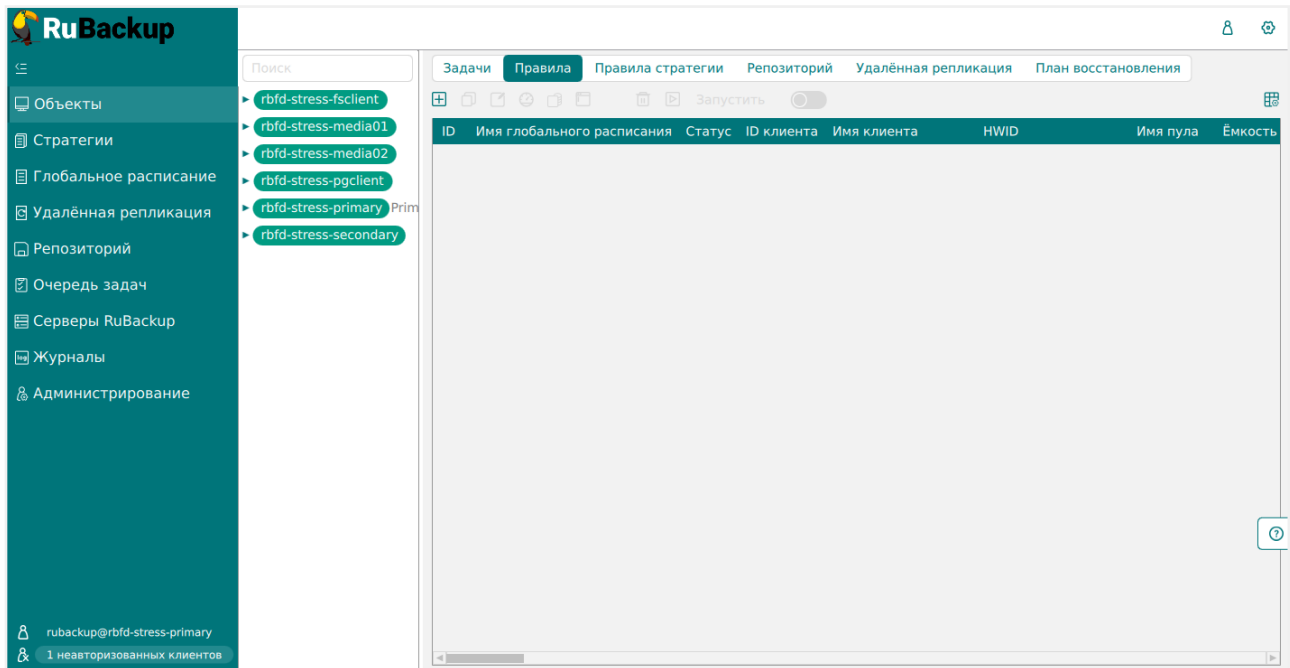 RuBackup
Поиск
Задачи Правила Правила стратегии Репозиторий Удалённая репликация План восстановления
Объекты
Стратегии
Глобальное расписание
Удалённая репликация
Репозиторий
Очередь задач
Серверы RuBackup
Журналы
Администрирование
rbfd-stress-fsclient
rbfd-stress-media01
rbfd-stress-media02
rbfd-stress-pgclient
rbfd-stress-primary Prim
rbfd-stress-secondary
Запустить
ID Имя глобального расписания Статус ID клиента Имя клиента HWID Имя пула Ёмкость
rubackup@rbfd-stress-primary
1 неавторизованных клиентов